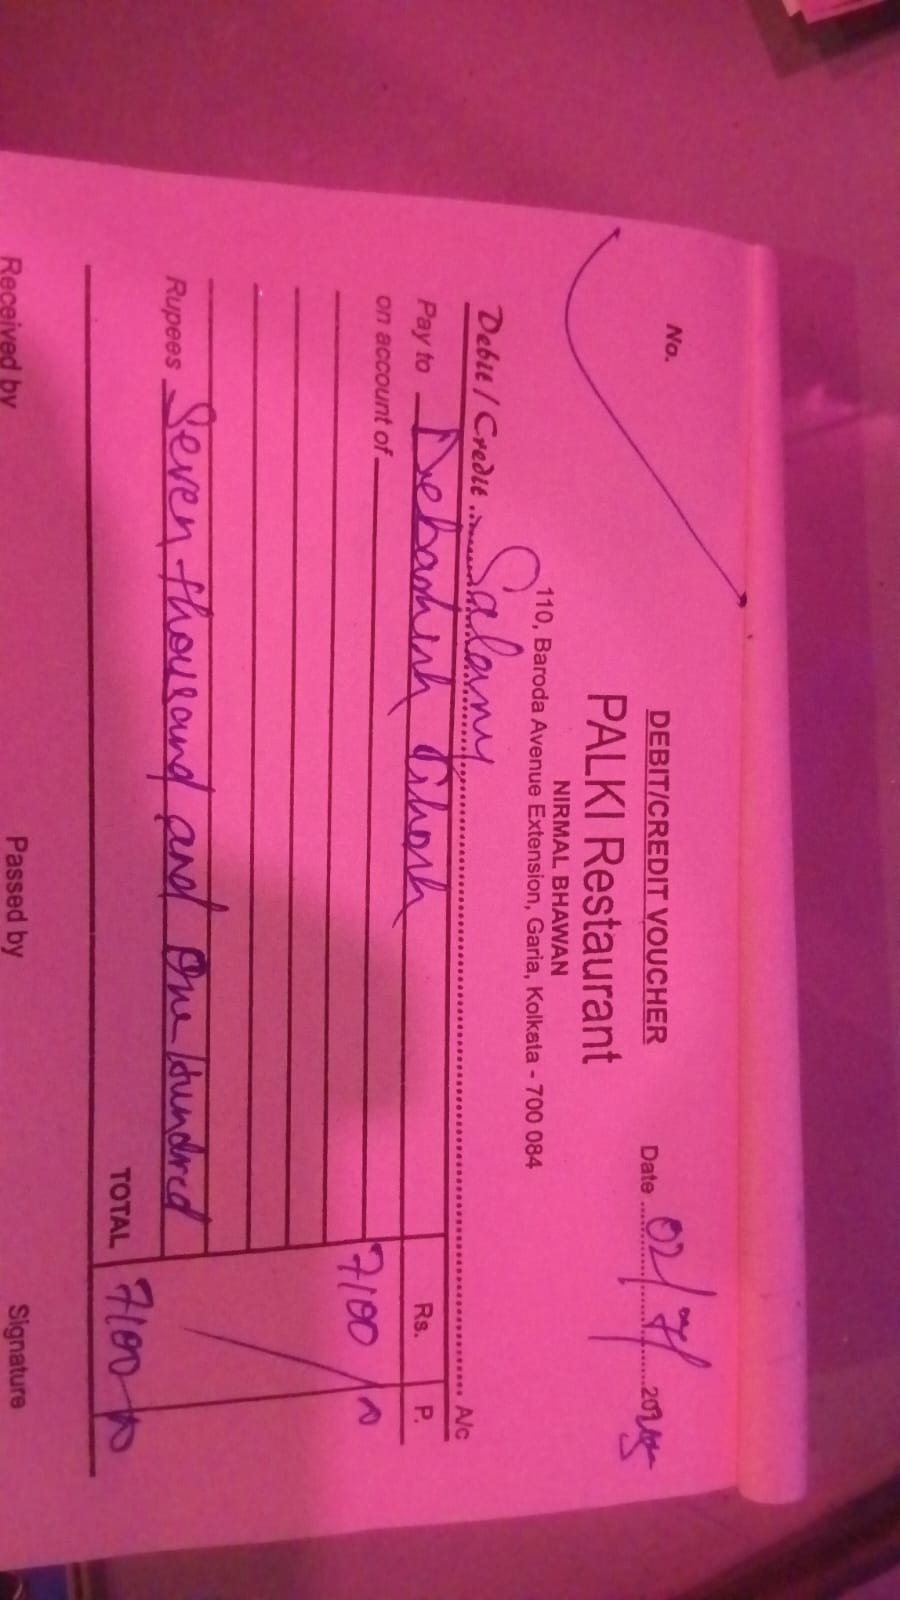 DEBIT/CREDIT VOUCHER
No.
PALKI Restaurant
Date ........ 02/7/ ........ 20
NIRMAL BHAWAN
110, Baroda Avenue Extension, Garia, Kolkata - 700 084
Debit / Credit ........ Salary ........ A/c
Pay to Debashish Ghosh Rs. P.
on account of 7100
Rupees Seven thousand and One hundred
TOTAL 7100
Received by Passed by Signature